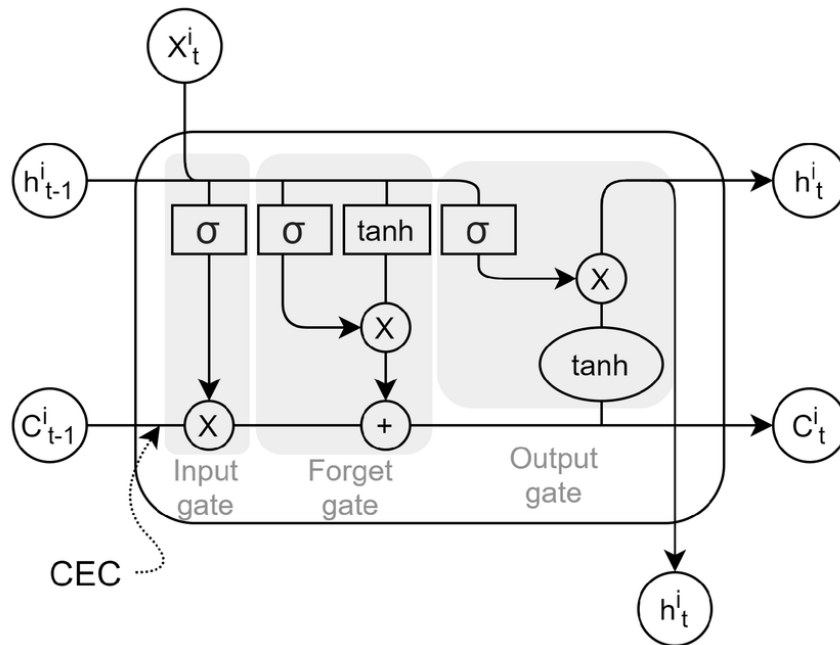 X^i_t
h^i_{t-1}
h^i_t
σ
σ
tanh
σ
X
X
tanh
C^i_{t-1}
X
+
C^i_t
Input
gate
Forget
gate
Output
gate
CEC
h^i_t